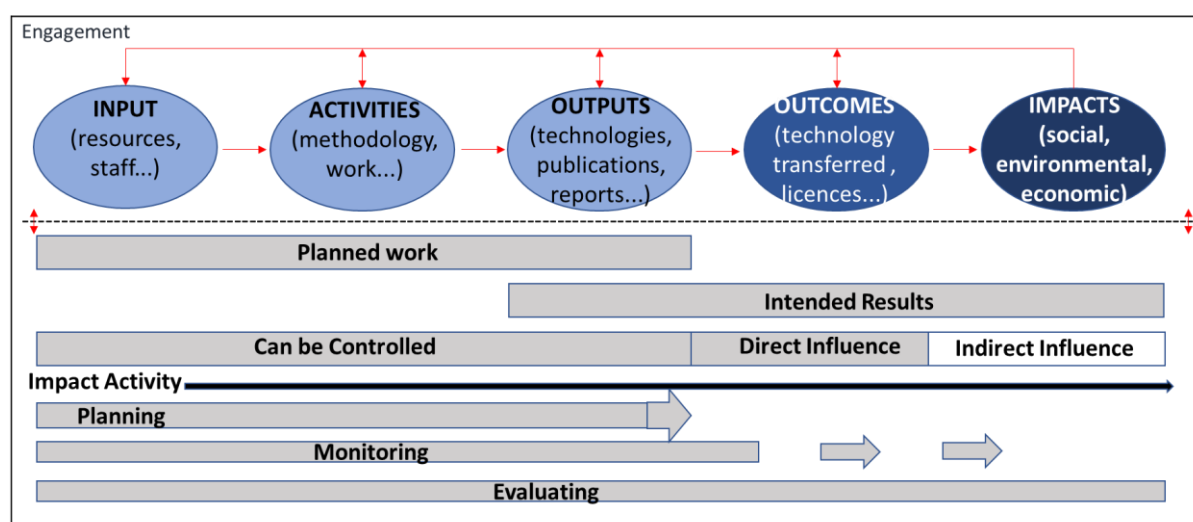 Engagement
INPUT
(resources,
staff...)
ACTIVITIES
(methodology,
work...)
OUTPUTS
(technologies,
publications,
reports...)
OUTCOMES
(technology
transferred ,
licences...)
IMPACTS
(social,
environmental,
economic)
Planned work
Intended Results
Can be Controlled
Direct Influence
Indirect Influence
Impact Activity
Planning
Monitoring
Evaluating